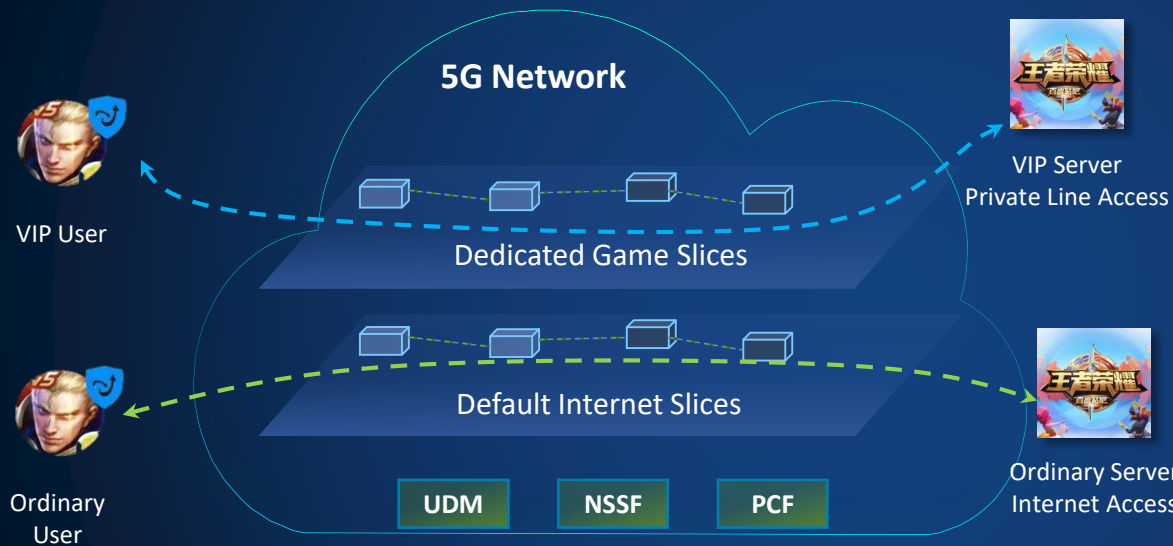 5G Network
VIP User
王者荣耀
VIP Server
Private Line Access
Dedicated Game Slices
Default Internet Slices
Ordinary
User
王者荣耀
Ordinary Server
Internet Access
UDM
NSSF
PCF